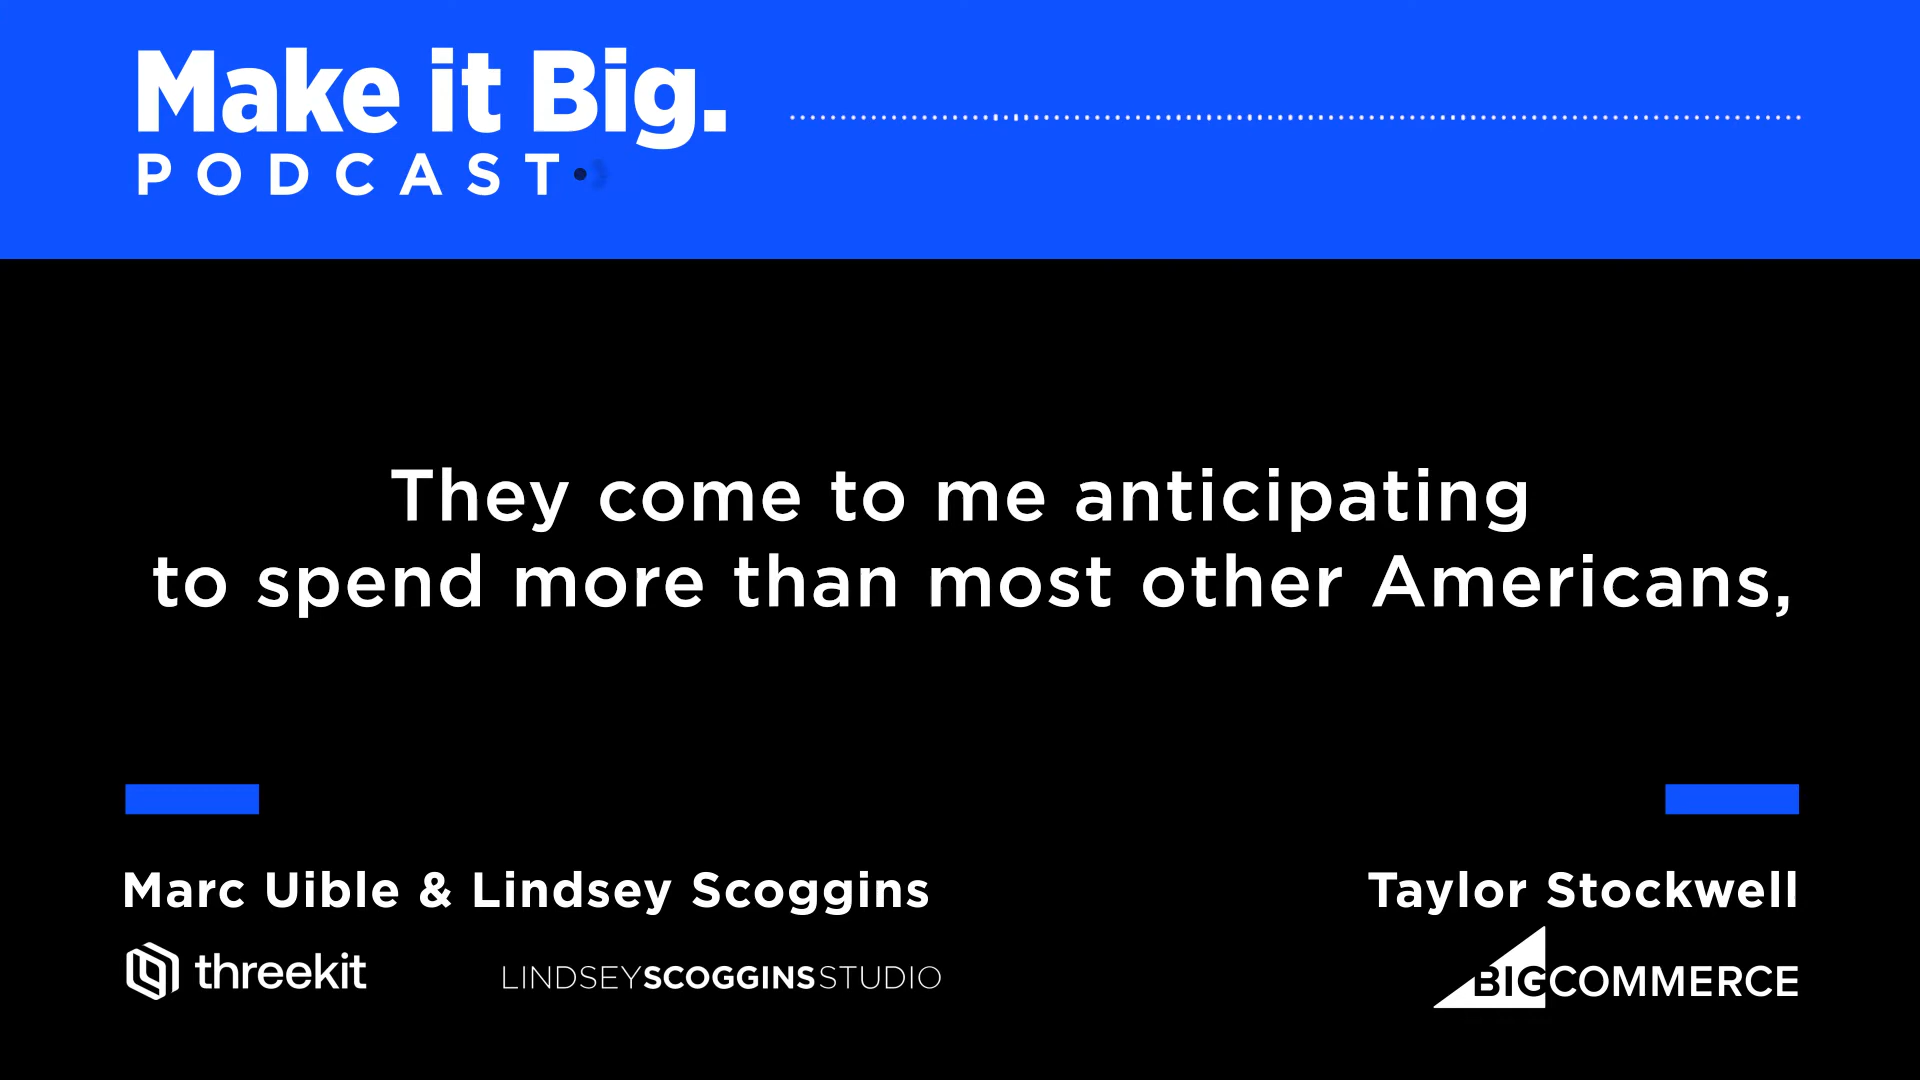 Make it Big.
PODCAST
They come to me anticipating
to spend more than most other Americans,
Marc Uible & Lindsey Scoggins
Taylor Stockwell
threekit
LINDSEYSCOGGINSSTUDIO
BIGCOMMERCE